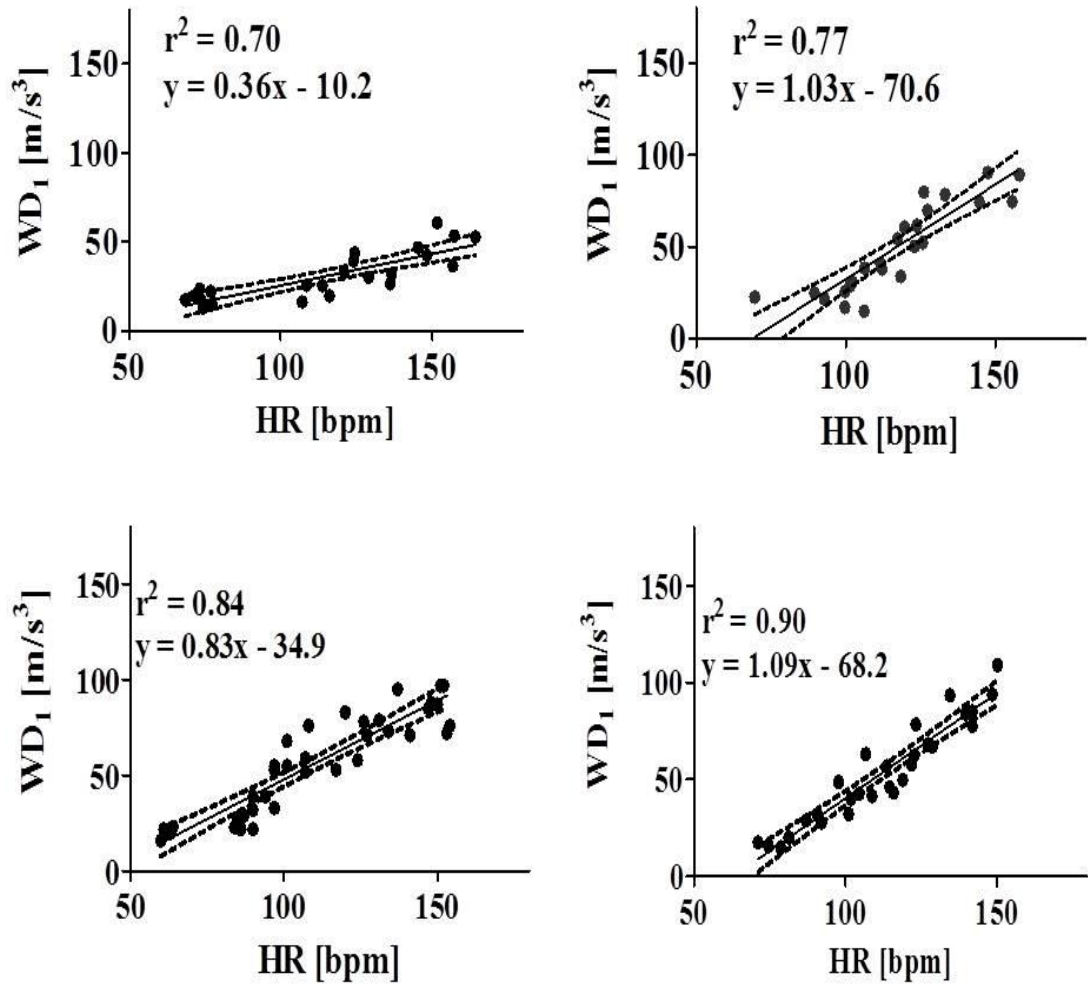 r² = 0.70
y = 0.36x - 10.2
WD₁ [m/s³]
150
100
50
0
50 100 150
HR [bpm]
r² = 0.77
y = 1.03x - 70.6
WD₁ [m/s³]
150
100
50
0
50 100 150
HR [bpm]
r² = 0.84
y = 0.83x - 34.9
WD₁ [m/s³]
150
100
50
0
50 100 150
HR [bpm]
r² = 0.90
y = 1.09x - 68.2
WD₁ [m/s³]
150
100
50
0
50 100 150
HR [bpm]